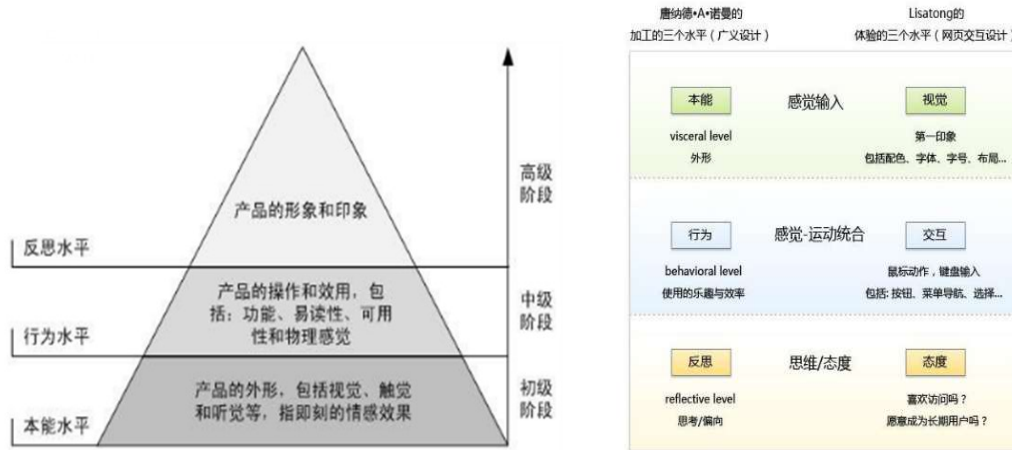 产品的形象和印象
高级
阶段
反思水平
产品的操作和效用，包
括：功能、易读性、可用
性和物理感觉
中级
阶段
行为水平
产品的外形，包括视觉、触觉
和听觉等，指即刻的情感效果
初级
阶段
本能水平
唐纳德•A•诺曼的
加工的三个水平（广义设计）
Lisatong的
体验的三个水平（网页交互设计）
本能
感觉输入
视觉
visceral level
第一印象
外形
包括配色、字体、字号、布局...
行为
感觉-运动统合
交互
behavioral level
鼠标动作，键盘输入
使用的乐趣与效率
包括: 按钮、菜单导航、选择...
反思
思维/态度
态度
reflective level
喜欢访问吗？
思考/偏向
愿意成为长期用户吗？